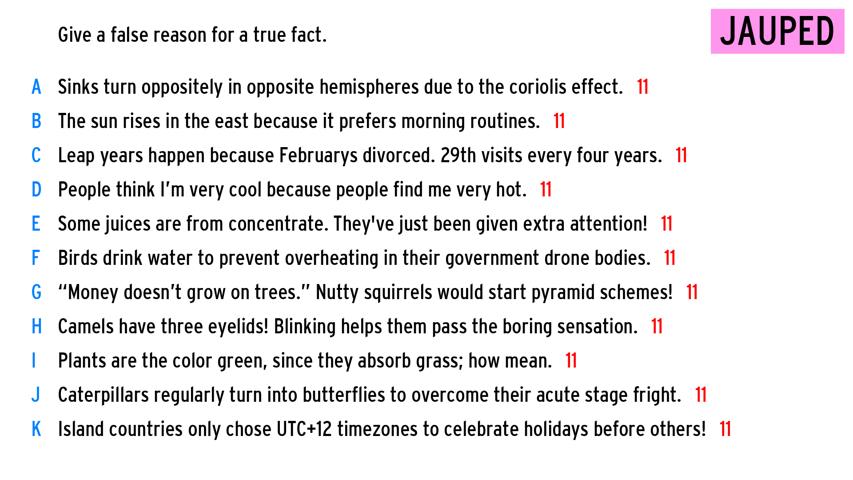 Give a false reason for a true fact.
JAUPED
A Sinks turn oppositely in opposite hemispheres due to the coriolis effect. 11
B The sun rises in the east because it prefers morning routines. 11
C Leap years happen because Februarys divorced. 29th visits every four years. 11
D People think I’m very cool because people find me very hot. 11
E Some juices are from concentrate. They've just been given extra attention! 11
F Birds drink water to prevent overheating in their government drone bodies. 11
G “Money doesn’t grow on trees.” Nutty squirrels would start pyramid schemes! 11
H Camels have three eyelids! Blinking helps them pass the boring sensation. 11
I Plants are the color green, since they absorb grass; how mean. 11
J Caterpillars regularly turn into butterflies to overcome their acute stage fright. 11
K Island countries only chose UTC+12 timezones to celebrate holidays before others! 11